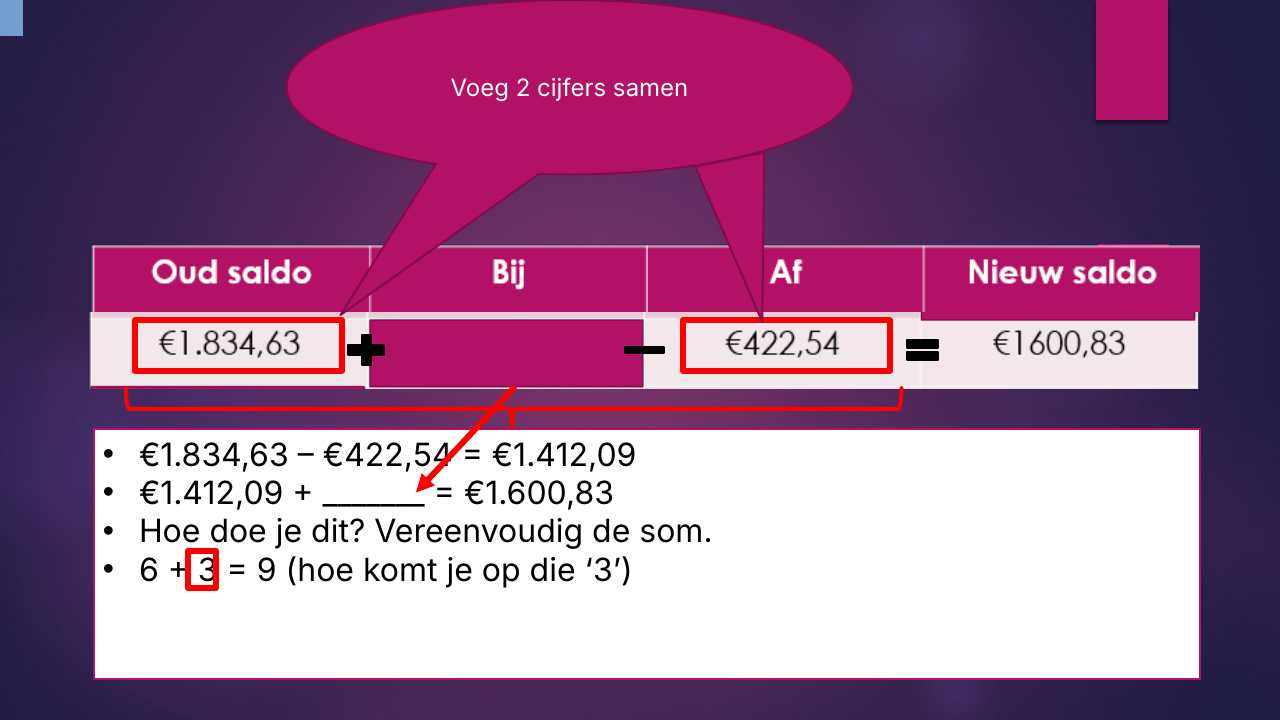 Voeg 2 cijfers samen
Oud saldo Bij Af Nieuw saldo
€1.834,63 + — €422,54 = €1600,83
• €1.834,63 – €422,54 = €1.412,09
• €1.412,09 + _______ = €1.600,83
• Hoe doe je dit? Vereenvoudig de som.
• 6 + 3 = 9 (hoe komt je op die ‘3’)